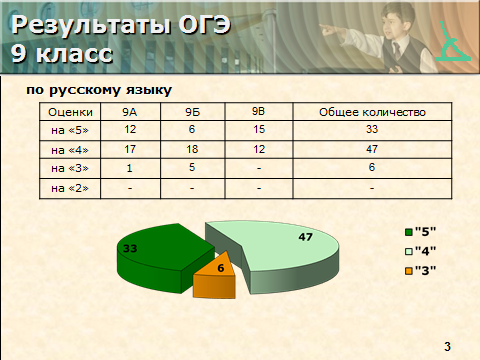 Результаты ОГЭ
9 класс
по русскому языку
Оценки 9А 9Б 9В Общее количество
на «5» 12 6 15 33
на «4» 17 18 12 47
на «3» 1 5 - 6
на «2» - - - -
33 47 6
"5"
"4"
"3"
3